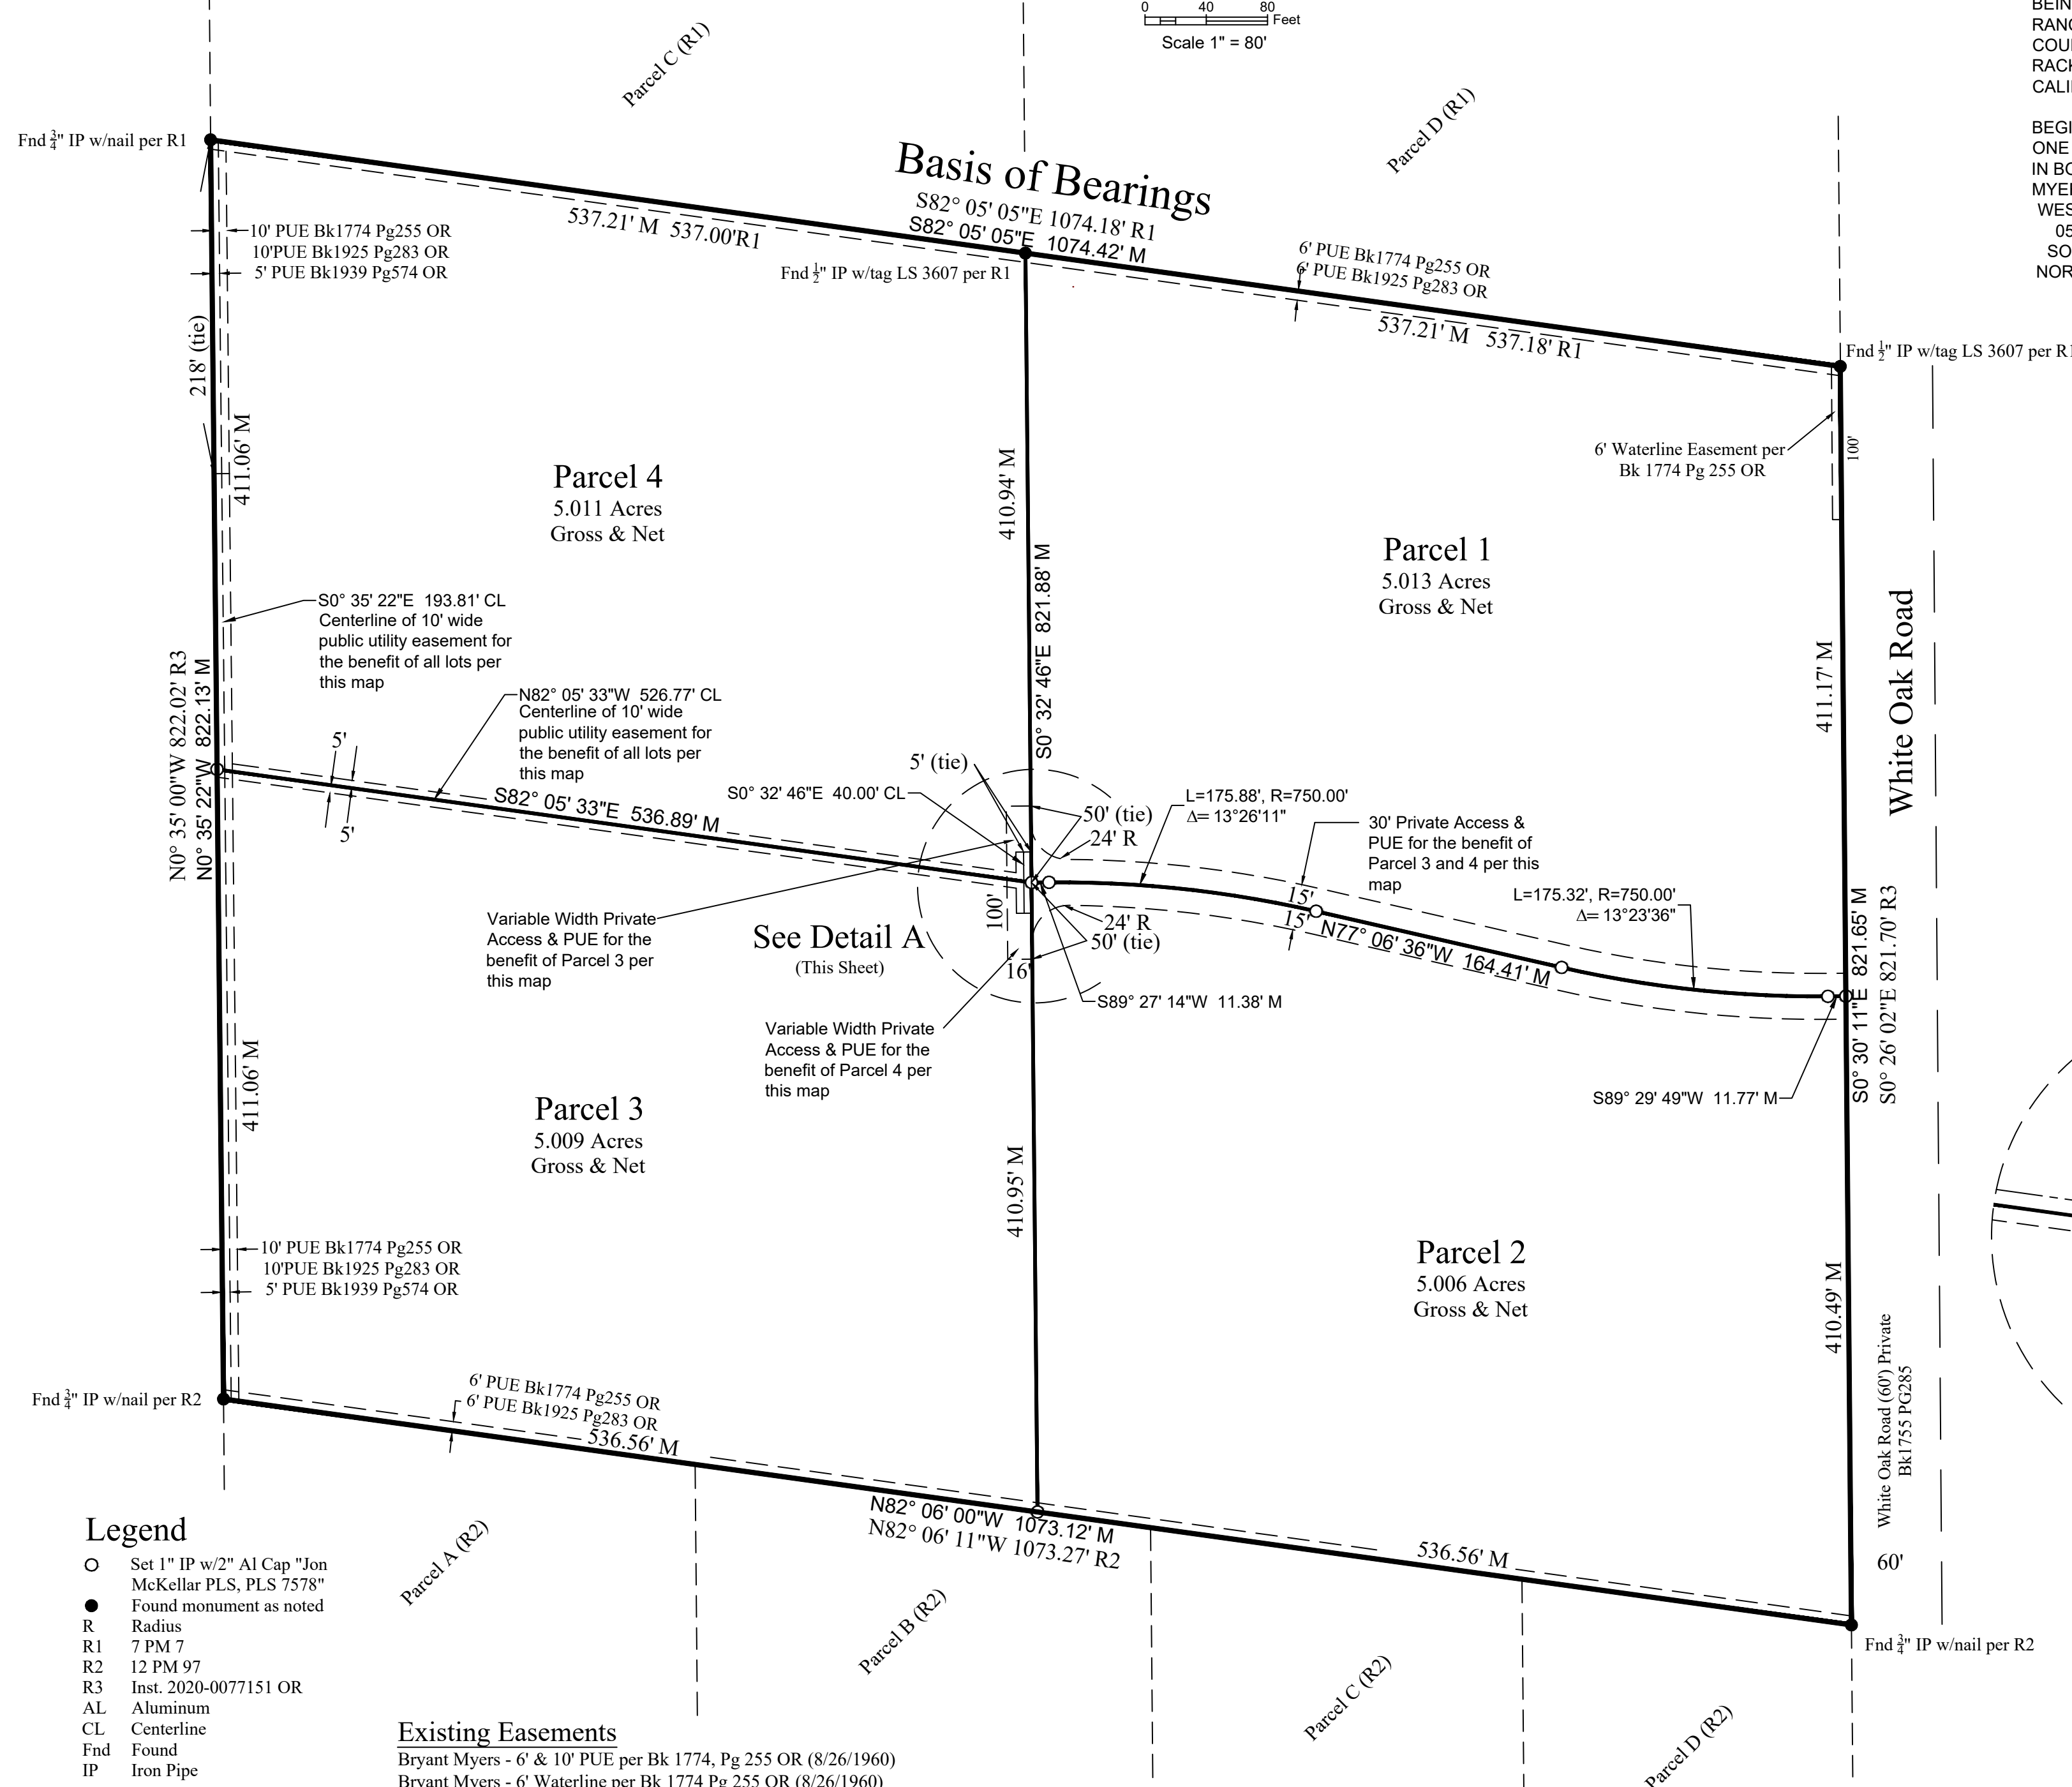 0 40 80
Feet
Scale 1" = 80'
Parcel C (R1)
Parcel D (R1)
Fnd 3/4" IP w/nail per R1
Basis of Bearings
S82° 05' 05"E 1074.18' R1
S82° 05' 05"E 1074.42' M
537.21' M 537.00'R1
Fnd 1/2" IP w/tag LS 3607 per R1
6' PUE Bk1774 Pg255 OR
6' PUE Bk1925 Pg283 OR
537.21' M 537.18' R1
Fnd 1/2" IP w/tag LS 3607 per R1
10' PUE Bk1774 Pg255 OR
10'PUE Bk1925 Pg283 OR
5' PUE Bk1939 Pg574 OR
218' (tie)
411.06' M
Parcel 4
5.011 Acres
Gross & Net
410.94' M
S0° 32' 46"E 821.88' M
Parcel 1
5.013 Acres
Gross & Net
6' Waterline Easement per
Bk 1774 Pg 255 OR
100'
411.17' M
White Oak Road
S0° 35' 22"E 193.81' CL
Centerline of 10' wide
public utility easement for
the benefit of all lots per
this map
N0° 35' 00"W 822.02' R3
N0° 35' 22"W 822.13' M
N82° 05' 33"W 526.77' CL
Centerline of 10' wide
public utility easement for
the benefit of all lots per
this map
5'
5'
S82° 05' 33"E 536.89' M
5' (tie)
S0° 32' 46"E 40.00' CL
50' (tie)
24' R
L=175.88', R=750.00'
Δ= 13°26'11"
30' Private Access &
PUE for the benefit of
Parcel 3 and 4 per this
map
15'
15'
N77° 06' 36"W 164.41' M
L=175.32', R=750.00'
Δ= 13°23'36"
S0° 30' 11"E 821.65' M
S0° 26' 02"E 821.70' R3
Variable Width Private
Access & PUE for the
benefit of Parcel 3 per
this map
See Detail A
(This Sheet)
100'
24' R
50' (tie)
16'
S89° 27' 14"W 11.38' M
Variable Width Private
Access & PUE for the
benefit of Parcel 4 per
this map
S89° 29' 49"W 11.77' M
411.06' M
Parcel 3
5.009 Acres
Gross & Net
410.95' M
Parcel 2
5.006 Acres
Gross & Net
410.49' M
White Oak Road (60') Private
Bk1755 PG285
10' PUE Bk1774 Pg255 OR
10'PUE Bk1925 Pg283 OR
5' PUE Bk1939 Pg574 OR
Fnd 3/4" IP w/nail per R2
6' PUE Bk1774 Pg255 OR
6' PUE Bk1925 Pg283 OR
536.56' M
N82° 06' 00"W 1073.12' M
N82° 06' 11"W 1073.27' R2
536.56' M
60'
Fnd 3/4" IP w/nail per R2
Parcel A (R2)
Parcel B (R2)
Parcel C (R2)
Parcel D (R2)
Legend
Set 1" IP w/2" Al Cap "Jon
McKellar PLS, PLS 7578"
Found monument as noted
R Radius
R1 7 PM 7
R2 12 PM 97
R3 Inst. 2020-0077151 OR
AL Aluminum
CL Centerline
Fnd Found
IP Iron Pipe
Existing Easements
Bryant Myers - 6' & 10' PUE per Bk 1774, Pg 255 OR (8/26/1960)
Bryant Myers - 6' Waterline per Bk 1774 Pg 255 OR (8/26/1960)
ONE
IN BO
05
SO
NOR